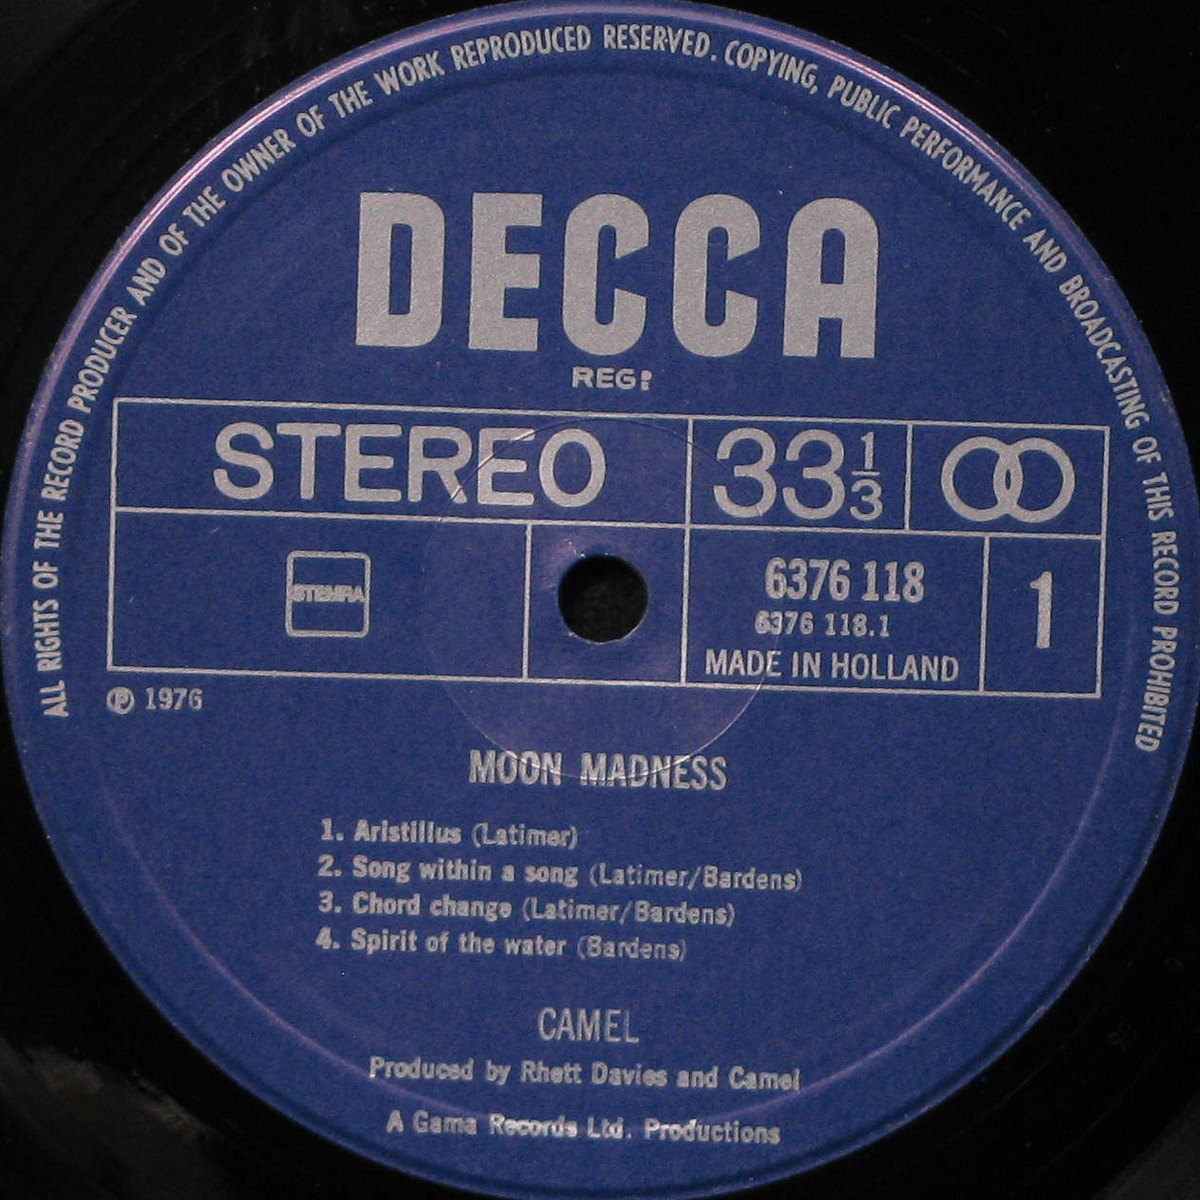 ALL RIGHTS OF THE RECORD PRODUCER AND OF THE OWNER OF THE WORK REPRODUCED RESERVED. COPYING, PUBLIC PERFORMANCE AND BROADCASTING OF THIS RECORD PROHIBITED
DECCA
REG:
STEREO
33 1/3
STEMRA
6376 118
6376 118.1
MADE IN HOLLAND
1
℗ 1976
MOON MADNESS
1. Aristillus (Latimer)
2. Song within a song (Latimer/Bardens)
3. Chord change (Latimer/Bardens)
4. Spirit of the water (Bardens)
CAMEL
Produced by Rhett Davies and Camel
A Gama Records Ltd. Productions